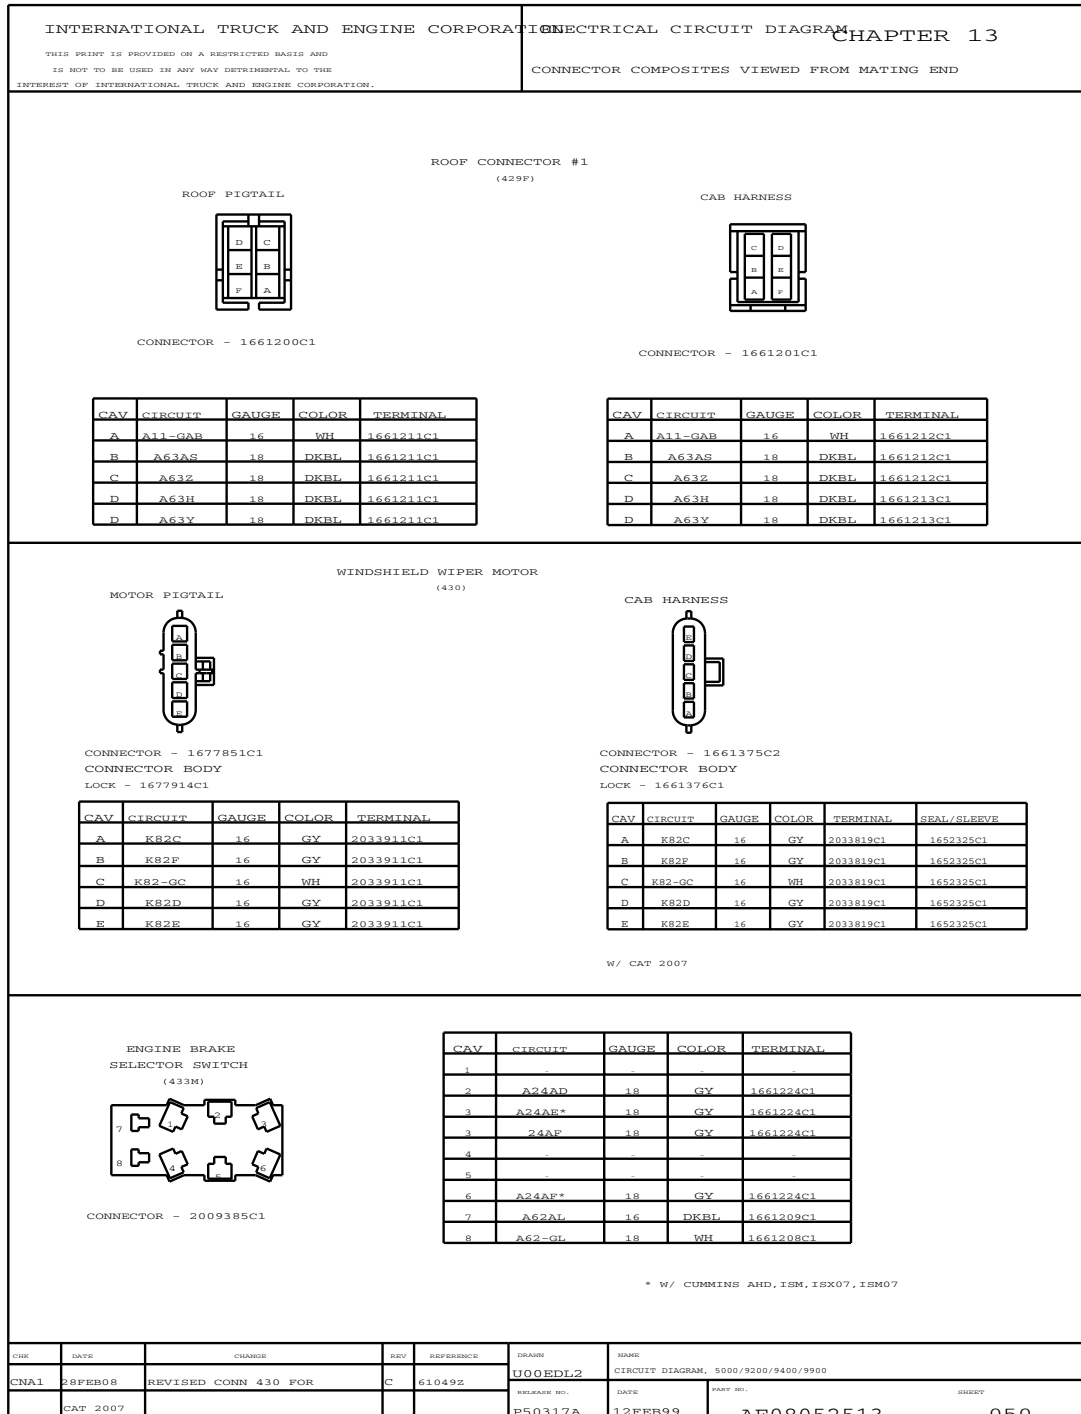 INTERNATIONAL TRUCK AND ENGINE CORPORATION
THIS PRINT IS PROVIDED ON A RESTRICTED BASIS AND
IS NOT TO BE USED IN ANY WAY DETRIMENTAL TO THE
INTEREST OF INTERNATIONAL TRUCK AND ENGINE CORPORATION.
ELECTRICAL CIRCUIT DIAGRAM
CHAPTER 13
CONNECTOR COMPOSITES VIEWED FROM MATING END
ROOF CONNECTOR #1
(429F)
ROOF PIGTAIL
D C
E B
F A
CONNECTOR - 1661200C1
CAV CIRCUIT GAUGE COLOR TERMINAL
A A11-GAB 16 WH 1661211C1
B A63AS 18 DKBL 1661211C1
C A63Z 18 DKBL 1661211C1
D A63H 18 DKBL 1661211C1
D A63Y 18 DKBL 1661211C1
CAB HARNESS
C D
B E
A F
CONNECTOR - 1661201C1
CAV CIRCUIT GAUGE COLOR TERMINAL
A A11-GAB 16 WH 1661212C1
B A63AS 18 DKBL 1661212C1
C A63Z 18 DKBL 1661212C1
D A63H 18 DKBL 1661213C1
D A63Y 18 DKBL 1661213C1
WINDSHIELD WIPER MOTOR
(430)
MOTOR PIGTAIL
A
B
C
D
E
CONNECTOR - 1677851C1
CONNECTOR BODY
LOCK - 1677914C1
CAV CIRCUIT GAUGE COLOR TERMINAL
A K82C 16 GY 2033911C1
B K82F 16 GY 2033911C1
C K82-GC 16 WH 2033911C1
D K82D 16 GY 2033911C1
E K82E 16 GY 2033911C1
CAB HARNESS
E
D
C
B
A
CONNECTOR - 1661375C2
CONNECTOR BODY
LOCK - 1661376C1
CAV CIRCUIT GAUGE COLOR TERMINAL SEAL/SLEEVE
A K82C 16 GY 2033819C1 1652325C1
B K82F 16 GY 2033819C1 1652325C1
C K82-GC 16 WH 2033819C1 1652325C1
D K82D 16 GY 2033819C1 1652325C1
E K82E 16 GY 2033819C1 1652325C1
W/ CAT 2007
ENGINE BRAKE
SELECTOR SWITCH
(433M)
7 1 2 3
8 4 5 6
CONNECTOR - 2009385C1
CAV CIRCUIT GAUGE COLOR TERMINAL
1 - - - -
2 A24AD 18 GY 1661224C1
3 A24AE* 18 GY 1661224C1
3 24AF 18 GY 1661224C1
4 - - - -
5 - - - -
6 A24AF* 18 GY 1661224C1
7 A62AL 16 DKBL 1661209C1
8 A62-GL 18 WH 1661208C1
* W/ CUMMINS AHD,ISM,ISX07,ISM07
CHK DATE CHANGE REV REFERENCE
CNA1 28FEB08 REVISED CONN 430 FOR C 61049Z
CAT 2007
DRAWN
U00EDL2
NAME
CIRCUIT DIAGRAM, 5000/9200/9400/9900
RELEASE NO.
P50317A
DATE
12FEB99
PART NO.
AE08052513
SHEET
050